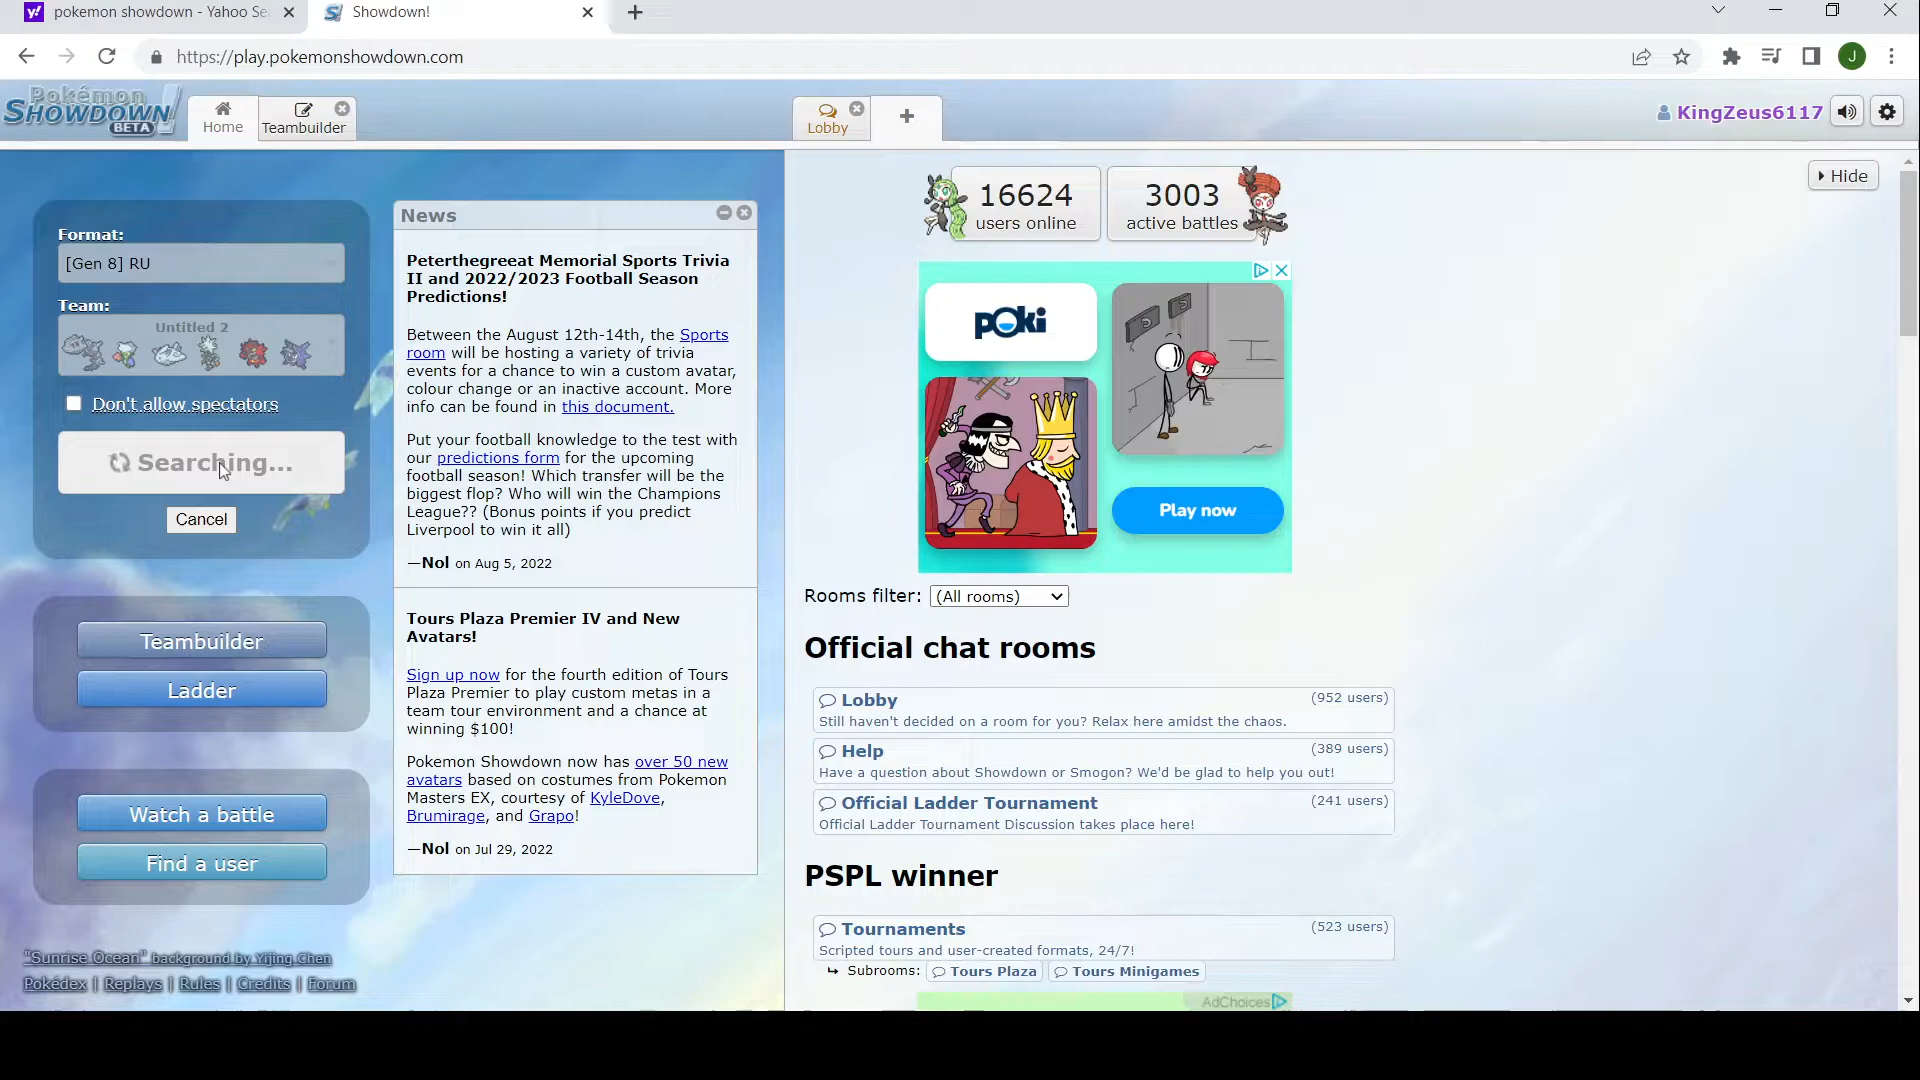 pokemon showdown - Yahoo Se
Showdown!
https://play.pokemonshowdown.com
J
Pokémon
SHOWDOWN!
BETA
Home
Teambuilder
Lobby
KingZeus6117
Format:
[Gen 8] RU
Team:
Untitled 2
Don't allow spectators
Searching...
Cancel
Teambuilder
Ladder
Watch a battle
Find a user
"Sunrise Ocean" background by Yijing Chen
Pokédex | Replays | Rules | Credits | Forum
News
Peterthegreeat Memorial Sports Trivia
II and 2022/2023 Football Season
Predictions!
Between the August 12th-14th, the Sports
room will be hosting a variety of trivia
events for a chance to win a custom avatar,
colour change or an inactive account. More
info can be found in this document.
Put your football knowledge to the test with
our predictions form for the upcoming
football season! Which transfer will be the
biggest flop? Who will win the Champions
League?? (Bonus points if you predict
Liverpool to win it all)
—Nol on Aug 5, 2022
Tours Plaza Premier IV and New
Avatars!
Sign up now for the fourth edition of Tours
Plaza Premier to play custom metas in a
team tour environment and a chance at
winning $100!
Pokemon Showdown now has over 50 new
avatars based on costumes from Pokemon
Masters EX, courtesy of KyleDove,
Brumirage, and Grapo!
—Nol on Jul 29, 2022
Hide
16624
users online
3003
active battles
poki
Play now
Rooms filter: (All rooms)
Official chat rooms
Lobby (952 users)
Still haven't decided on a room for you? Relax here amidst the chaos.
Help (389 users)
Have a question about Showdown or Smogon? We'd be glad to help you out!
Official Ladder Tournament (241 users)
Official Ladder Tournament Discussion takes place here!
PSPL winner
Tournaments (523 users)
Scripted tours and user-created formats, 24/7!
Subrooms: Tours Plaza Tours Minigames
AdChoices